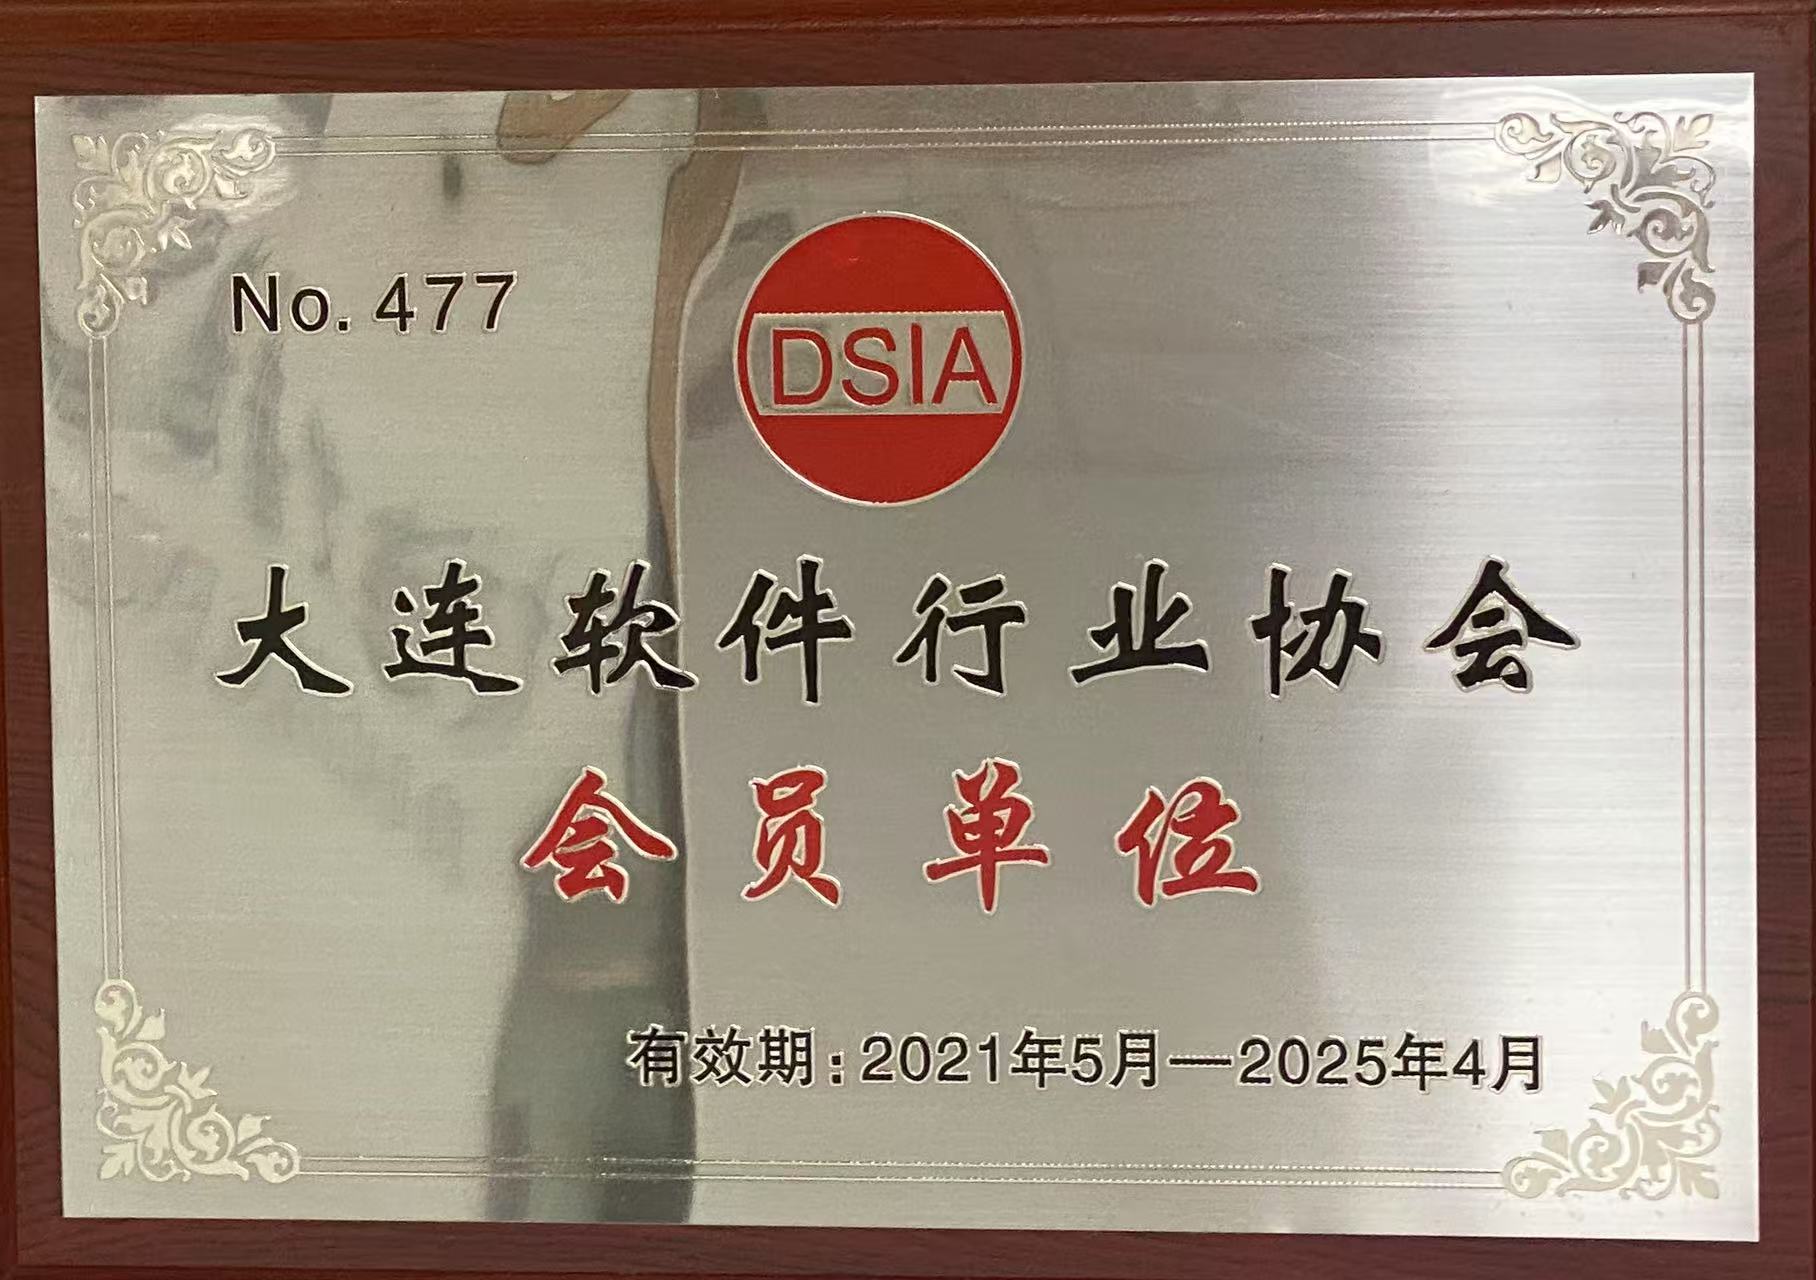 No. 477
DSIA
大连软件行业协会
会员单位
有效期:2021年5月—2025年4月